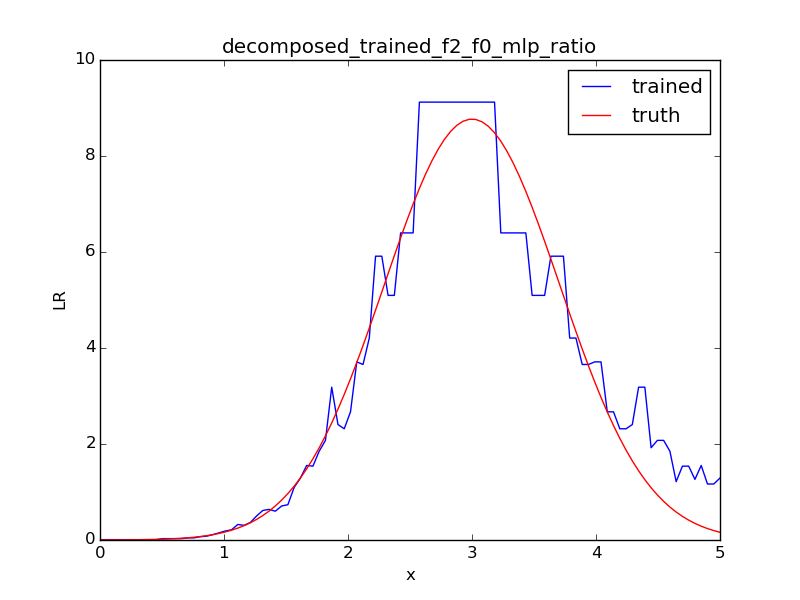 decomposed_trained_f2_f0_mlp_ratio
10
8
6
4
2
0
LR
trained
truth
0 1 2 3 4 5
x